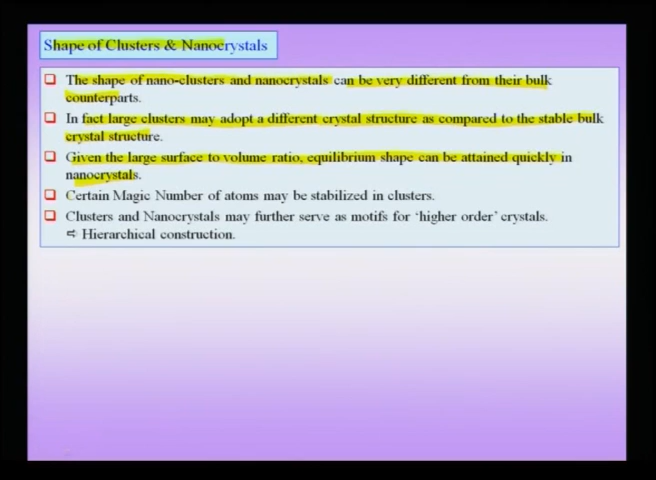 Shape of Clusters & Nanocrystals
❑ The shape of nano-clusters and nanocrystals can be very different from their bulk
counterparts.
❑ In fact large clusters may adopt a different crystal structure as compared to the stable bulk
crystal structure.
❑ Given the large surface to volume ratio, equilibrium shape can be attained quickly in
nanocrystals.
❑ Certain Magic Number of atoms may be stabilized in clusters.
❑ Clusters and Nanocrystals may further serve as motifs for ‘higher order’ crystals.
⇨ Hierarchical construction.